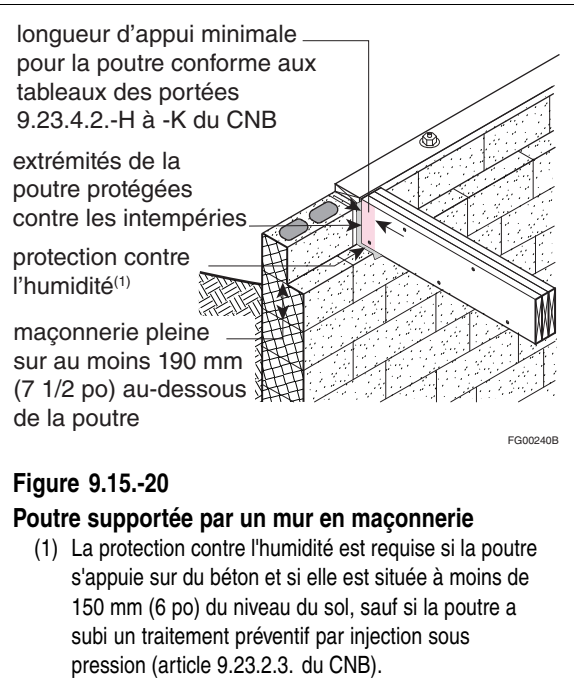 longueur d'appui minimale
pour la poutre conforme aux
tableaux des portées
9.23.4.2.-H à -K du CNB
extrémités de la
poutre protégées
contre les intempéries
protection contre
l'humidité(1)
maçonnerie pleine
sur au moins 190 mm
(7 1/2 po) au-dessous
de la poutre
FG00240B
Figure 9.15.-20
Poutre supportée par un mur en maçonnerie
(1) La protection contre l'humidité est requise si la poutre
s'appuie sur du béton et si elle est située à moins de
150 mm (6 po) du niveau du sol, sauf si la poutre a
subi un traitement préventif par injection sous
pression (article 9.23.2.3. du CNB).